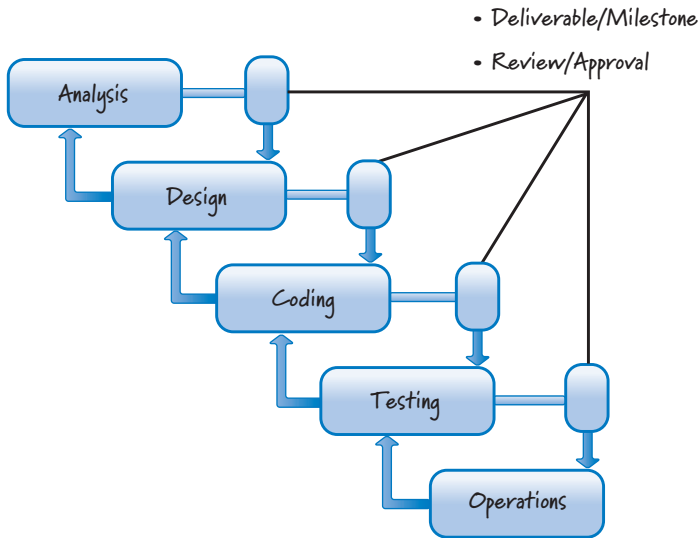 • Deliverable/Milestone
• Review/Approval
Analysis
Design
Coding
Testing
Operations